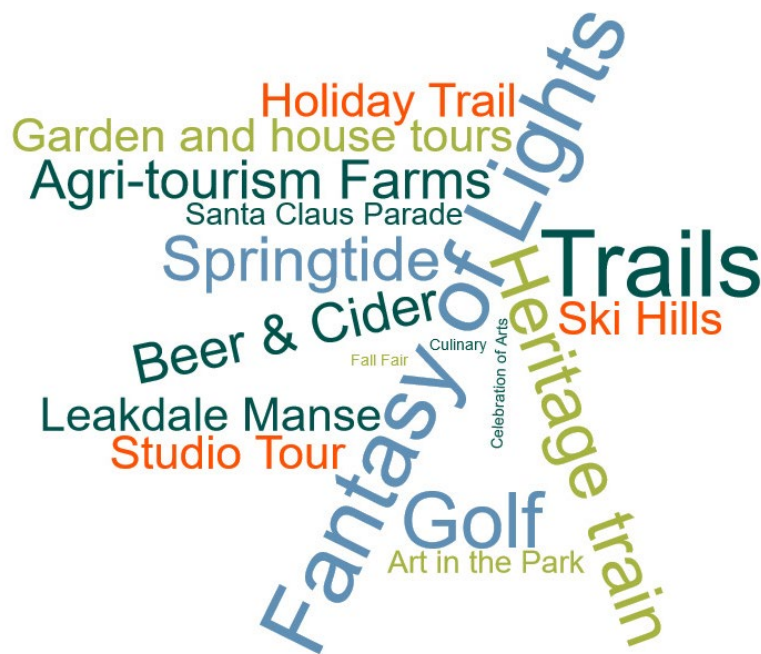 Fantasy of Lights
Holiday Trail
Garden and house tours
Agri-tourism Farms
Santa Claus Parade
Springtide
Trails
Heritage train
Ski Hills
Beer & Cider
Culinary
Fall Fair
Celebration of Arts
Leakdale Manse
Studio Tour
Golf
Art in the Park